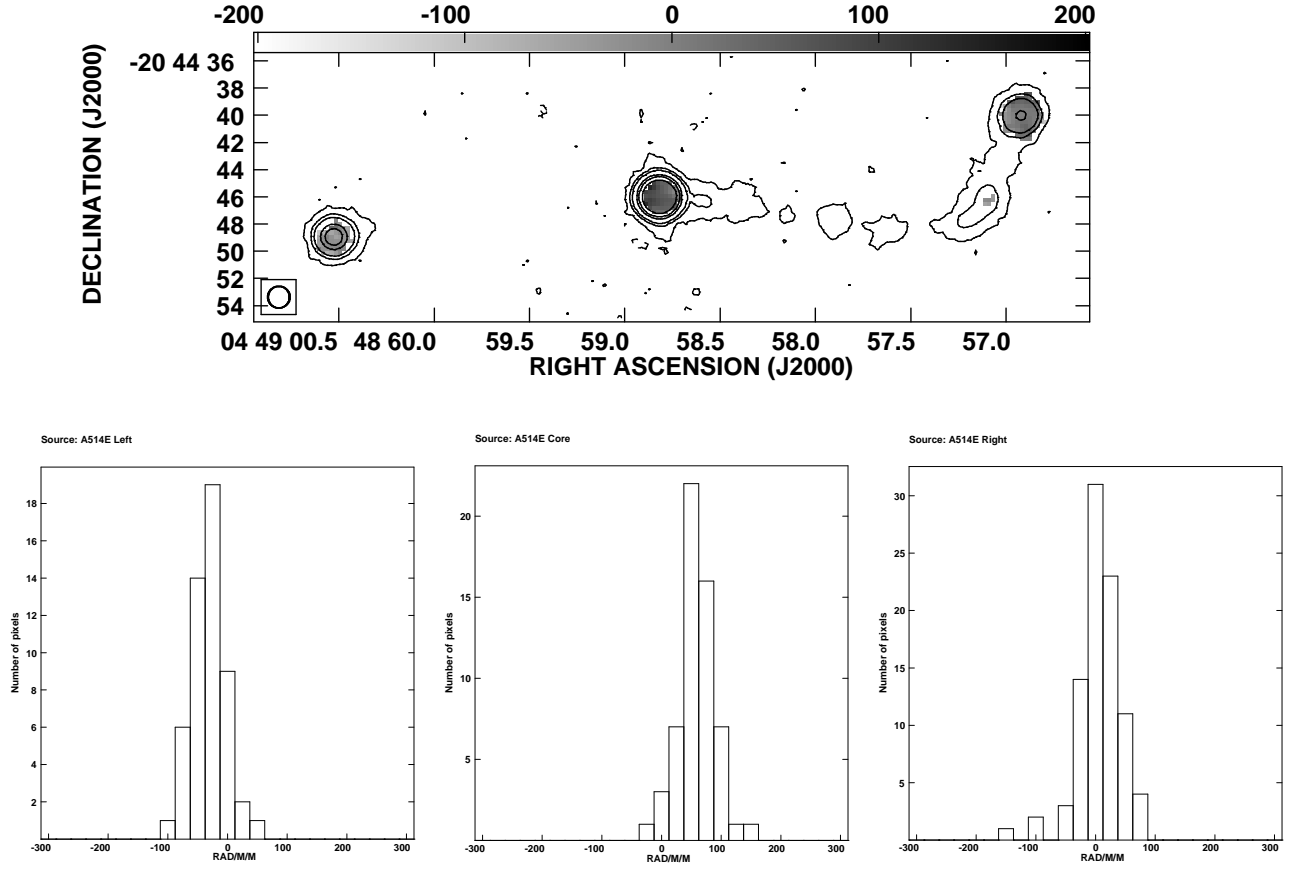 -200 -100 0 100 200
DECLINATION (J2000)
-20 44 36
38
40
42
44
46
48
50
52
54
04 49 00.5 48 60.0 59.5 59.0 58.5 58.0 57.5 57.0
RIGHT ASCENSION (J2000)
Source: A514E Left
Number of pixels
18
16
14
12
10
8
6
4
2
-300 -200 -100 0 100 200 300
RAD/M/M
Source: A514E Core
Number of pixels
20
15
10
5
-300 -200 -100 0 100 200 300
RAD/M/M
Source: A514E Right
Number of pixels
30
25
20
15
10
5
-300 -200 -100 0 100 200 300
RAD/M/M